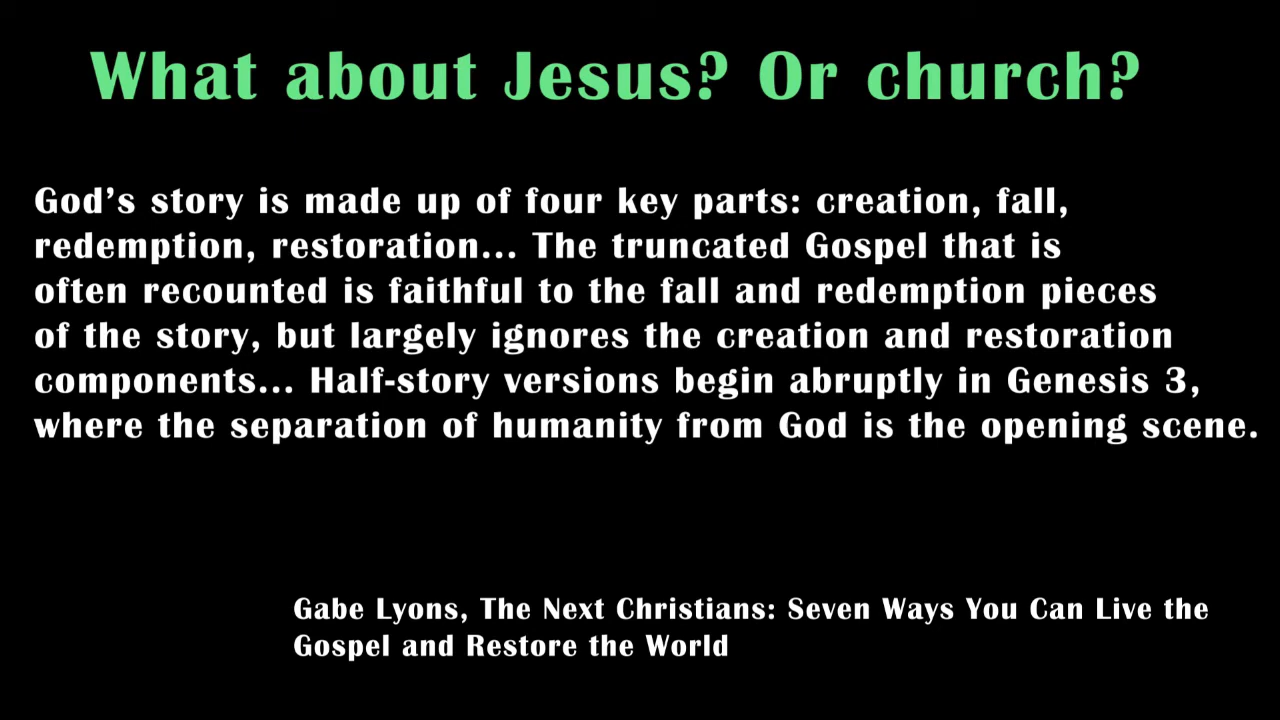 What about Jesus? Or church?
God’s story is made up of four key parts: creation, fall,
redemption, restoration... The truncated Gospel that is
often recounted is faithful to the fall and redemption pieces
of the story, but largely ignores the creation and restoration
components... Half-story versions begin abruptly in Genesis 3,
where the separation of humanity from God is the opening scene.
Gabe Lyons, The Next Christians: Seven Ways You Can Live the
Gospel and Restore the World